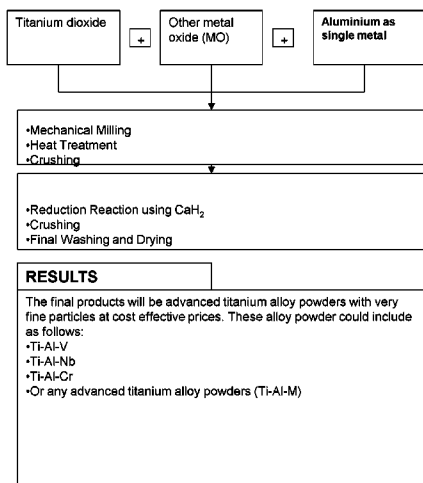 Titanium dioxide
+
Other metal
oxide (MO)
+
Aluminium as
single metal
•Mechanical Milling
•Heat Treatment
•Crushing
•Reduction Reaction using CaH₂
•Crushing
•Final Washing and Drying
RESULTS
The final products will be advanced titanium alloy powders with very
fine particles at cost effective prices. These alloy powder could include
as follows:
•Ti-Al-V
•Ti-Al-Nb
•Ti-Al-Cr
•Or any advanced titanium alloy powders (Ti-Al-M)